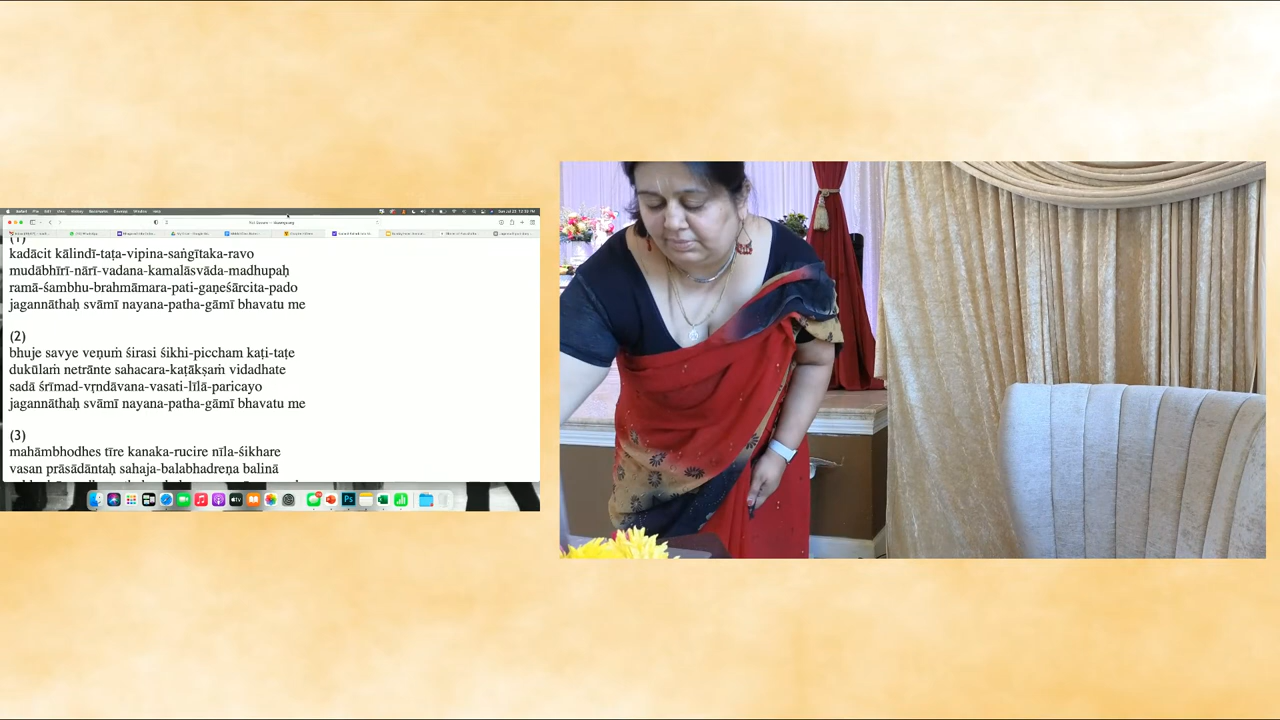 (1)
kadācit kālindī-taṭa-vipina-saṅgītaka-ravo
mudābhīrī-nārī-vadana-kamalāsvāda-madhupaḥ
ramā-śambhu-brahmāmara-pati-gaṇeśārcita-pado
jagannāthaḥ svāmī nayana-patha-gāmī bhavatu me
(2)
bhuje savye veṇuṁ śirasi śikhi-piccham kaṭi-taṭe
dukūlaṁ netrānte sahacara-kaṭākṣaṁ vidadhate
sadā śrīmad-vṛndāvana-vasati-līlā-paricayo
jagannāthaḥ svāmī nayana-patha-gāmī bhavatu me
(3)
mahāmbhodhes tīre kanaka-rucire nīla-śikhare
vasan prāsādāntaḥ sahaja-balabhadreṇa balinā